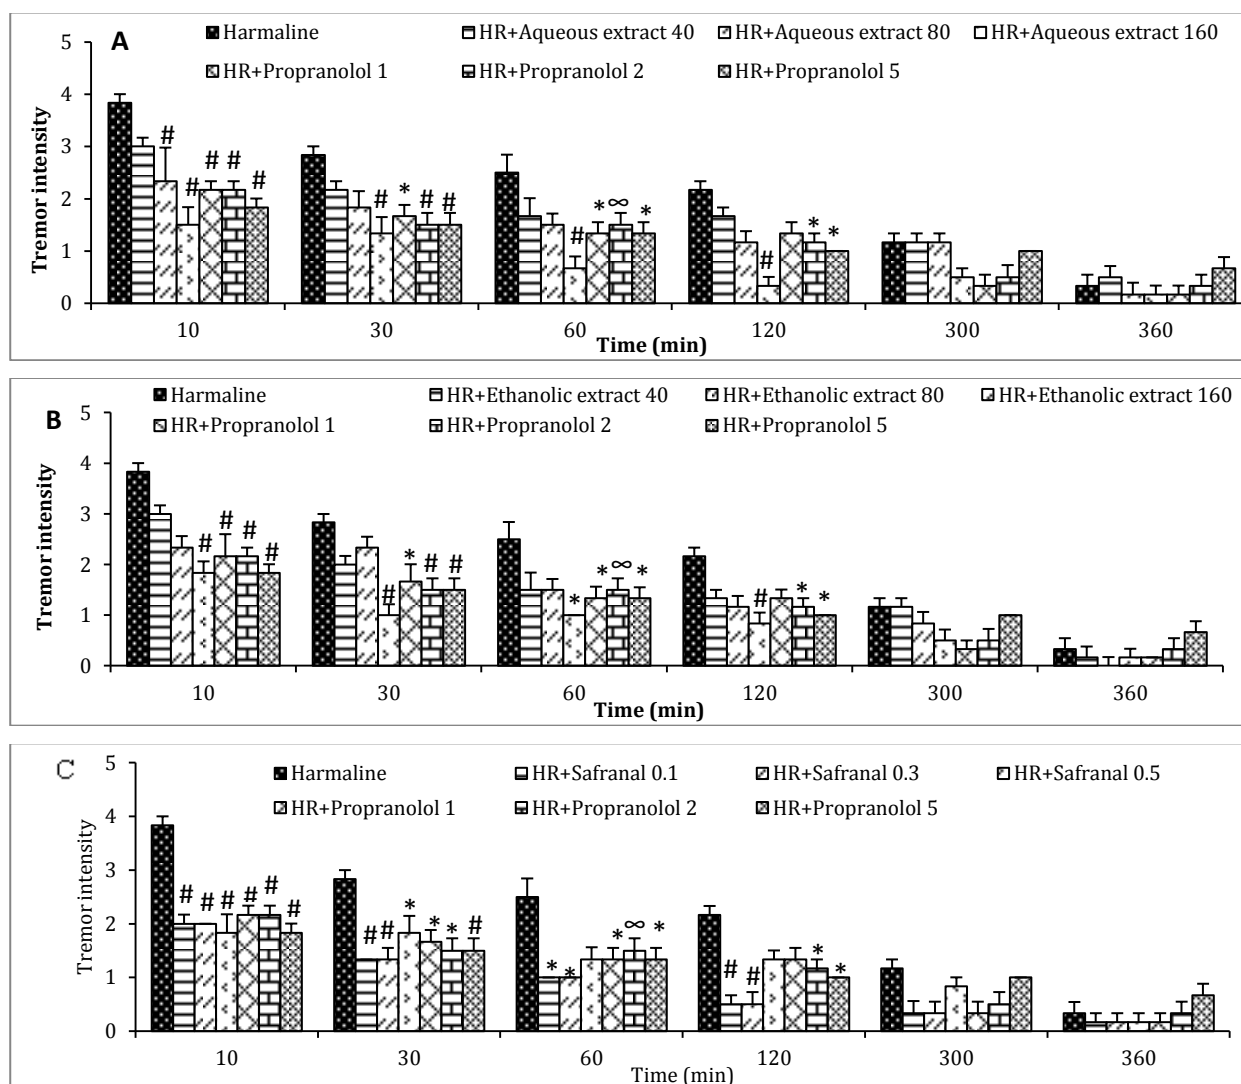 A
Harmaline HR+Aqueous extract 40 HR+Aqueous extract 80 HR+Aqueous extract 160
HR+Propranolol 1 HR+Propranolol 2 HR+Propranolol 5
Tremor intensity
5
4
3
2
1
0
# # # # #
# * # #
# * ∞ *
# * *
10 30 60 120 300 360
Time (min)
B
Harmaline HR+Ethanolic extract 40 HR+Ethanolic extract 80 HR+Ethanolic extract 160
HR+Propranolol 1 HR+Propranolol 2 HR+Propranolol 5
Tremor intensity
5
4
3
2
1
0
# # # #
# * # #
* * ∞ *
# * *
10 30 60 120 300 360
Time (min)
C
Harmaline HR+Safranal 0.1 HR+Safranal 0.3 HR+Safranal 0.5
HR+Propranolol 1 HR+Propranolol 2 HR+Propranolol 5
Tremor intensity
5
4
3
2
1
0
# # # # # #
# # * * * #
* * * ∞ *
# # * *
10 30 60 120 300 360
Time (min)